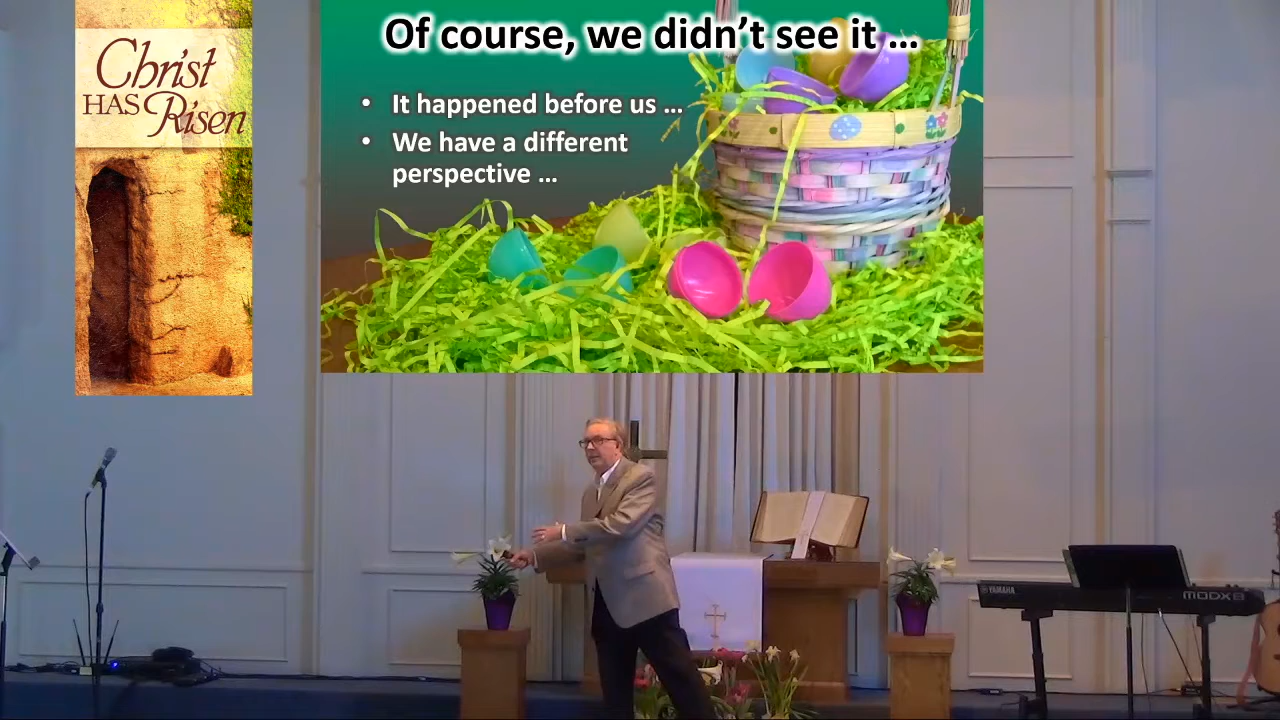 Christ
HAS Risen
Of course, we didn't see it ...
• It happened before us ...
• We have a different
perspective ...
YAMAHA
MODX8